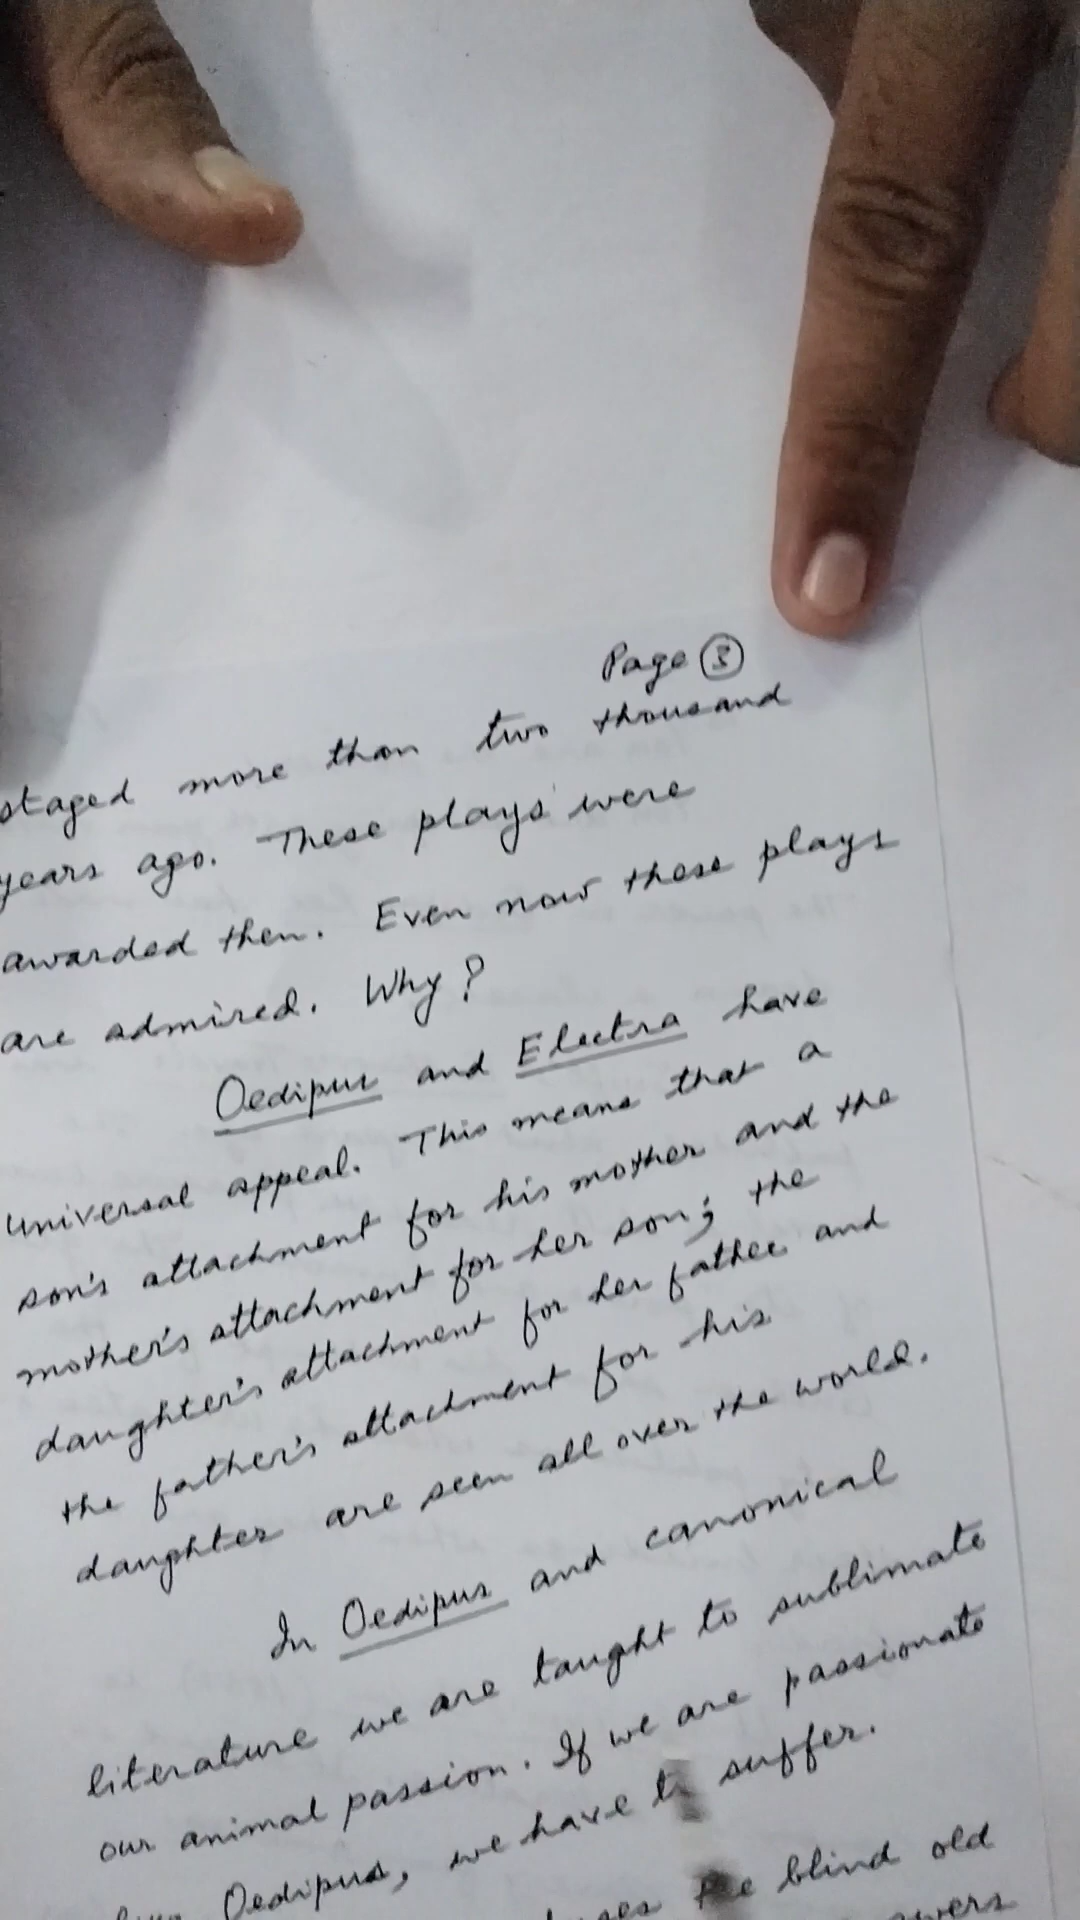 Page 3
staged more than two thousand
years ago. These plays were
awarded then. Even now these plays
are admired. Why?
Oedipus and Electra have
universal appeal. This means that a
son's attachment for his mother and the
mother's attachment for her son; the
daughter's attachment for her father and
the father's attachment for his
daughter are seen all over the world.
In Oedipus and canonical
literature we are taught to sublimate
our animal passion. If we are passionate
Oedipus, we have to suffer.
the blind old